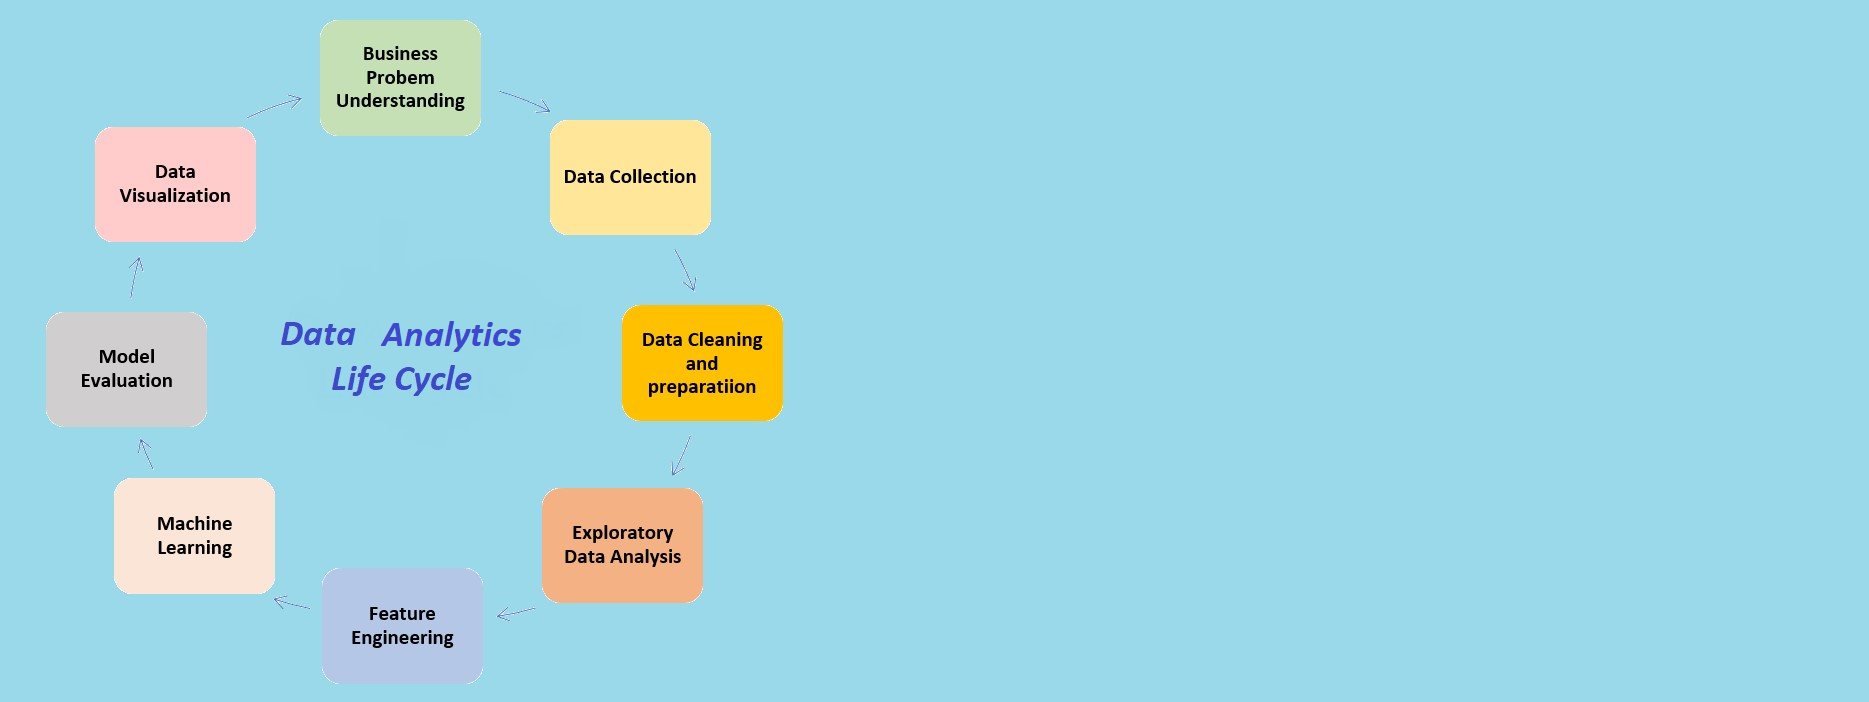 Business
Probem
Understanding
Data Collection
Data Cleaning
and
preparatiion
Exploratory
Data Analysis
Feature
Engineering
Machine
Learning
Model
Evaluation
Data
Visualization
Data Analytics
Life Cycle